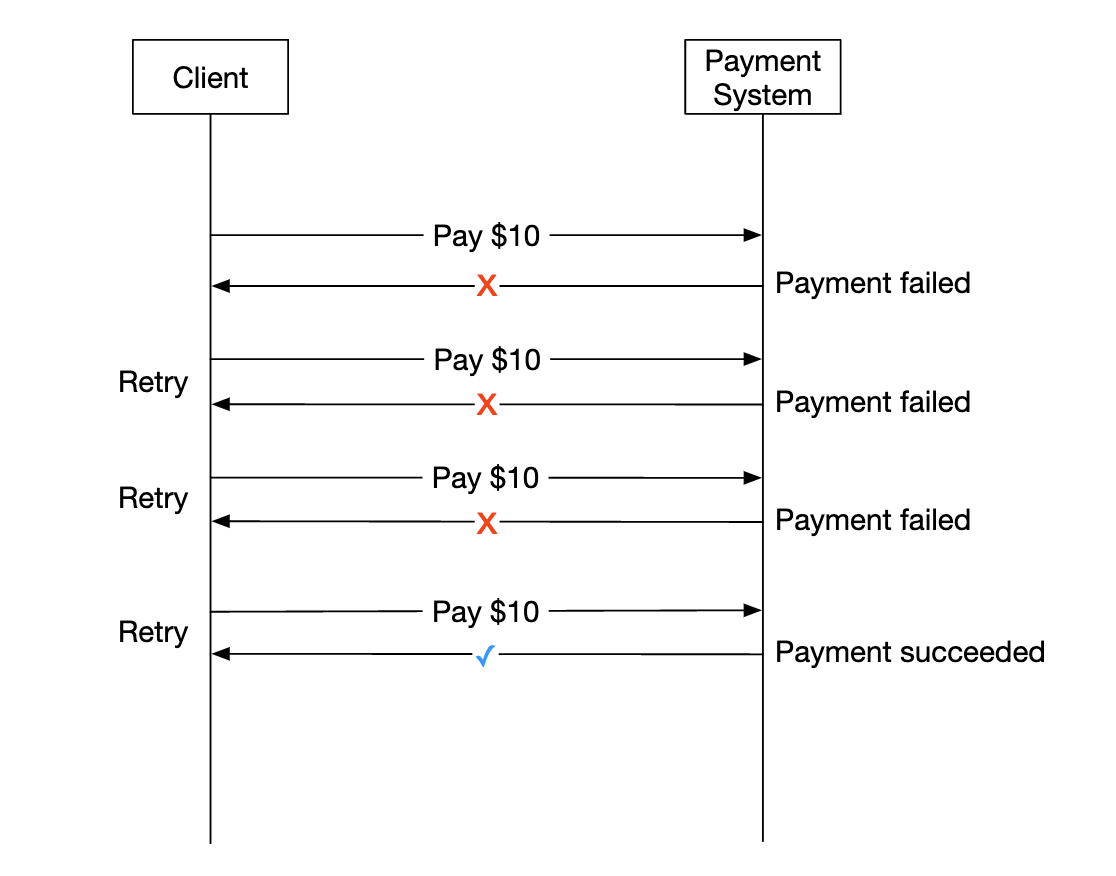 Client
Payment
System
Pay $10
X
Payment failed
Pay $10
Retry
X
Payment failed
Pay $10
Retry
X
Payment failed
Pay $10
Retry
✓
Payment succeeded